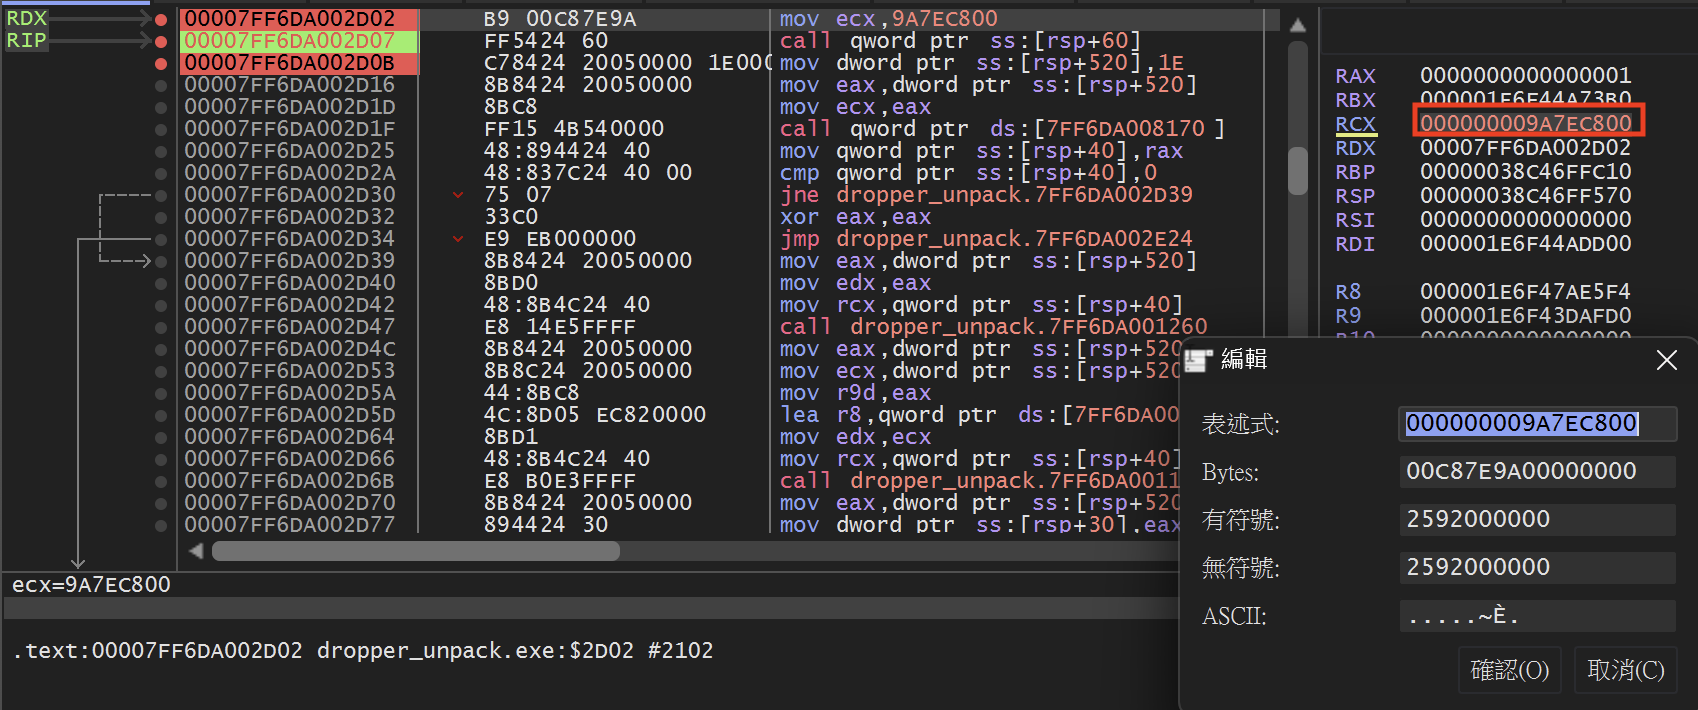 RDX
RIP
00007FF6DA002D02 B9 00C87E9A mov ecx,9A7EC800
00007FF6DA002D07 FF5424 60 call qword ptr ss:[rsp+60]
00007FF6DA002D0B C78424 20050000 1E000 mov dword ptr ss:[rsp+520],1E
00007FF6DA002D16 8B8424 20050000 mov eax,dword ptr ss:[rsp+520]
00007FF6DA002D1D 8BC8 mov ecx,eax
00007FF6DA002D1F FF15 4B540000 call qword ptr ds:[7FF6DA008170]
00007FF6DA002D25 48:894424 40 mov qword ptr ss:[rsp+40],rax
00007FF6DA002D2A 48:837C24 40 00 cmp qword ptr ss:[rsp+40],0
00007FF6DA002D30 75 07 jne dropper_unpack.7FF6DA002D39
00007FF6DA002D32 33C0 xor eax,eax
00007FF6DA002D34 E9 EB000000 jmp dropper_unpack.7FF6DA002E24
00007FF6DA002D39 8B8424 20050000 mov eax,dword ptr ss:[rsp+520]
00007FF6DA002D40 8BD0 mov edx,eax
00007FF6DA002D42 48:8B4C24 40 mov rcx,qword ptr ss:[rsp+40]
00007FF6DA002D47 E8 14E5FFFF call dropper_unpack.7FF6DA001260
00007FF6DA002D4C 8B8424 20050000 mov eax,dword ptr ss:[rsp+520
00007FF6DA002D53 8B8C24 20050000 mov ecx,dword ptr ss:[rsp+520
00007FF6DA002D5A 44:8BC8 mov r9d,eax
00007FF6DA002D5D 4C:8D05 EC820000 lea r8,qword ptr ds:[7FF6DA00
00007FF6DA002D64 8BD1 mov edx,ecx
00007FF6DA002D66 48:8B4C24 40 mov rcx,qword ptr ss:[rsp+40]
00007FF6DA002D6B E8 B0E3FFFF call dropper_unpack.7FF6DA0011
00007FF6DA002D70 8B8424 20050000 mov eax,dword ptr ss:[rsp+520
00007FF6DA002D77 894424 30 mov dword ptr ss:[rsp+30],eax
ecx=9A7EC800
.text:00007FF6DA002D02 dropper_unpack.exe:$2D02 #2102
RAX 0000000000000001
RBX 000001E6F44A73B0
RCX 000000009A7EC800
RDX 00007FF6DA002D02
RBP 00000038C46FFC10
RSP 00000038C46FF570
RSI 0000000000000000
RDI 000001E6F44ADD00
R8 000001E6F47AE5F4
R9 000001E6F43DAFD0
編輯
表述式: 000000009A7EC800
Bytes: 00C87E9A00000000
有符號: 2592000000
無符號: 2592000000
ASCII: .....~È.
確認(O) 取消(C)